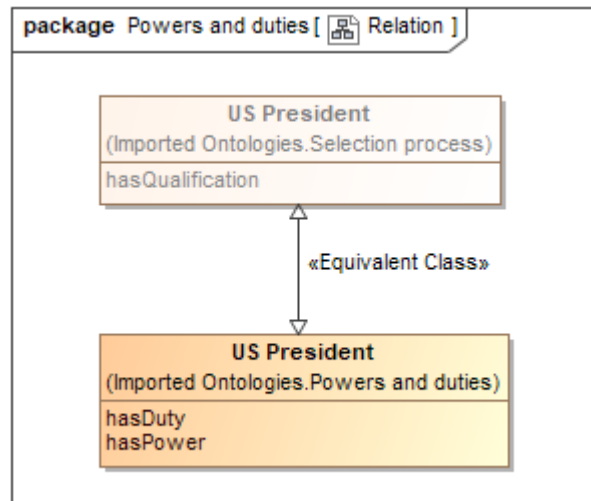 package Powers and duties [ Relation ]
US President
(Imported Ontologies.Selection process)
hasQualification
«Equivalent Class»
US President
(Imported Ontologies.Powers and duties)
hasDuty
hasPower